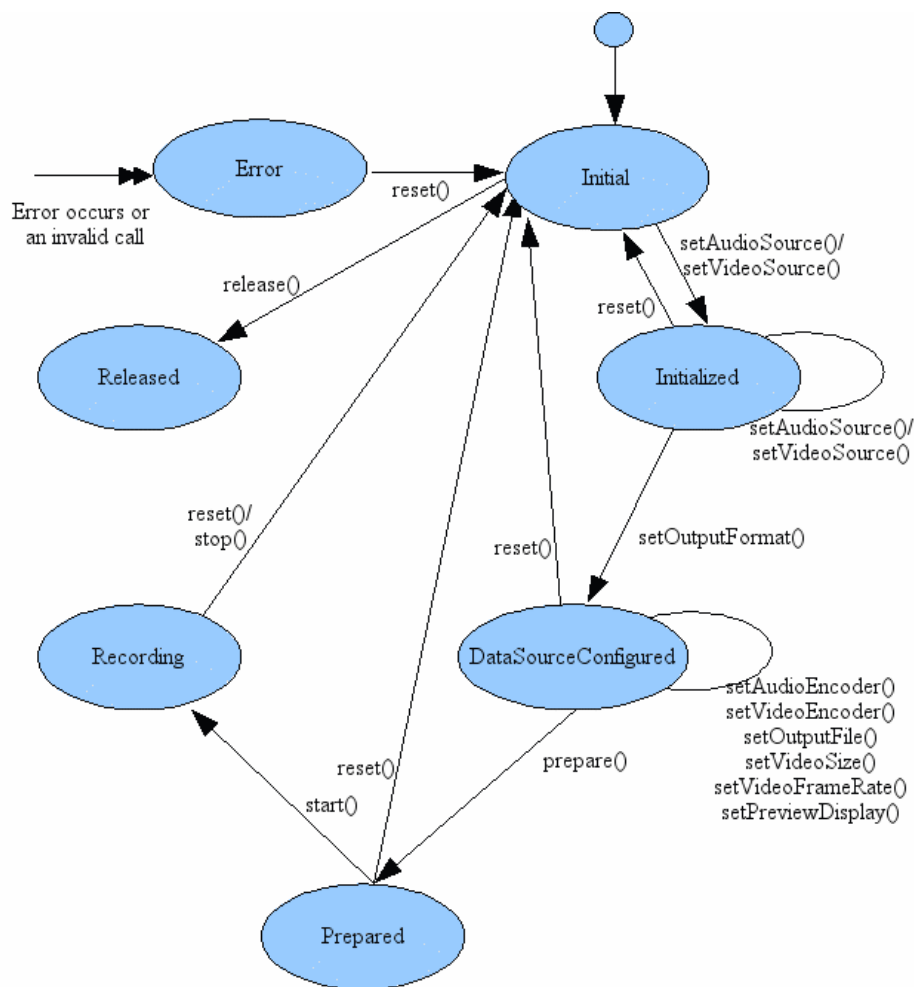 Error
Initial
reset()
Error occurs or
an invalid call
setAudioSource()/
setVideoSource()
release()
reset()
Released
Initialized
setAudioSource()/
setVideoSource()
reset()/
stop()
setOutputFormat()
reset()
Recording
DataSourceConfigured
setAudioEncoder()
setVideoEncoder()
setOutputFile()
setVideoSize()
setVideoFrameRate()
setPreviewDisplay()
prepare()
reset()
start()
Prepared